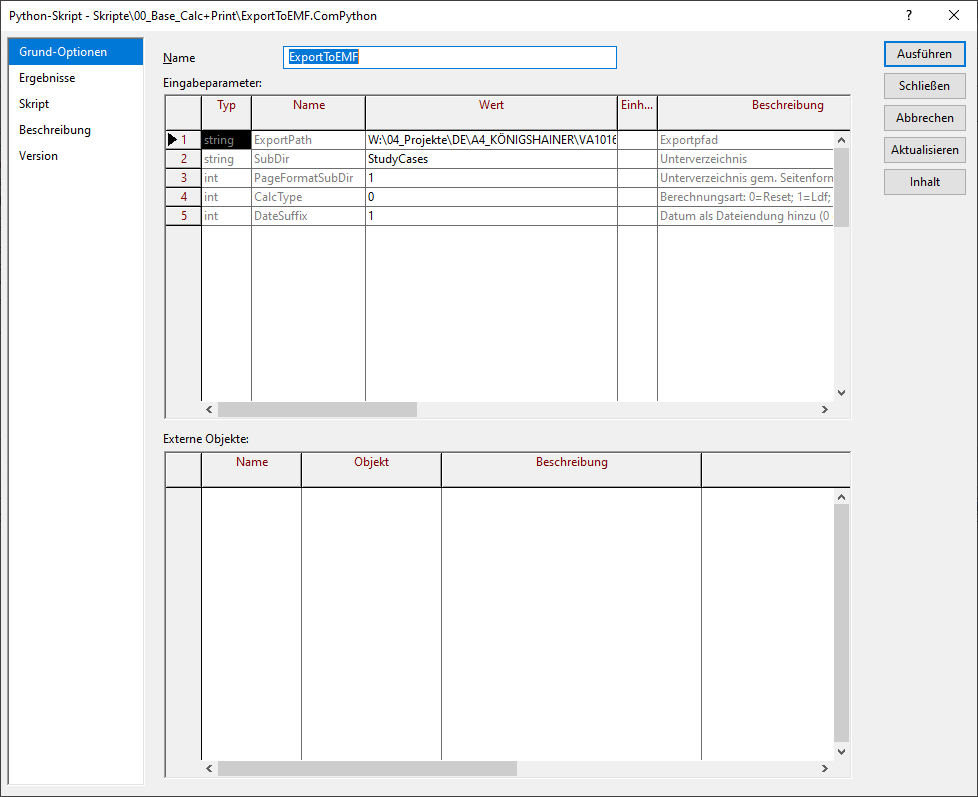 Python-Skript - Skripte\00_Base_Calc+Print\ExportToEMF.ComPython
?
Grund-Optionen
Ergebnisse
Skript
Beschreibung
Version
Name ExportToEMF
Eingabeparameter:
Typ Name Wert Einh... Beschreibung
1 string ExportPath W:\04_Projekte\DE\A4_KÖNIGSHAINER\VA1016 Exportpfad
2 string SubDir StudyCases Unterverzeichnis
3 int PageFormatSubDir 1 Unterverzeichnis gem. Seitenforn
4 int CalcType 0 Berechnungsart: 0=Reset; 1=Ldf;
5 int DateSuffix 1 Datum als Dateiendung hinzu (0
Externe Objekte:
Name Objekt Beschreibung
Ausführen
Schließen
Abbrechen
Aktualisieren
Inhalt